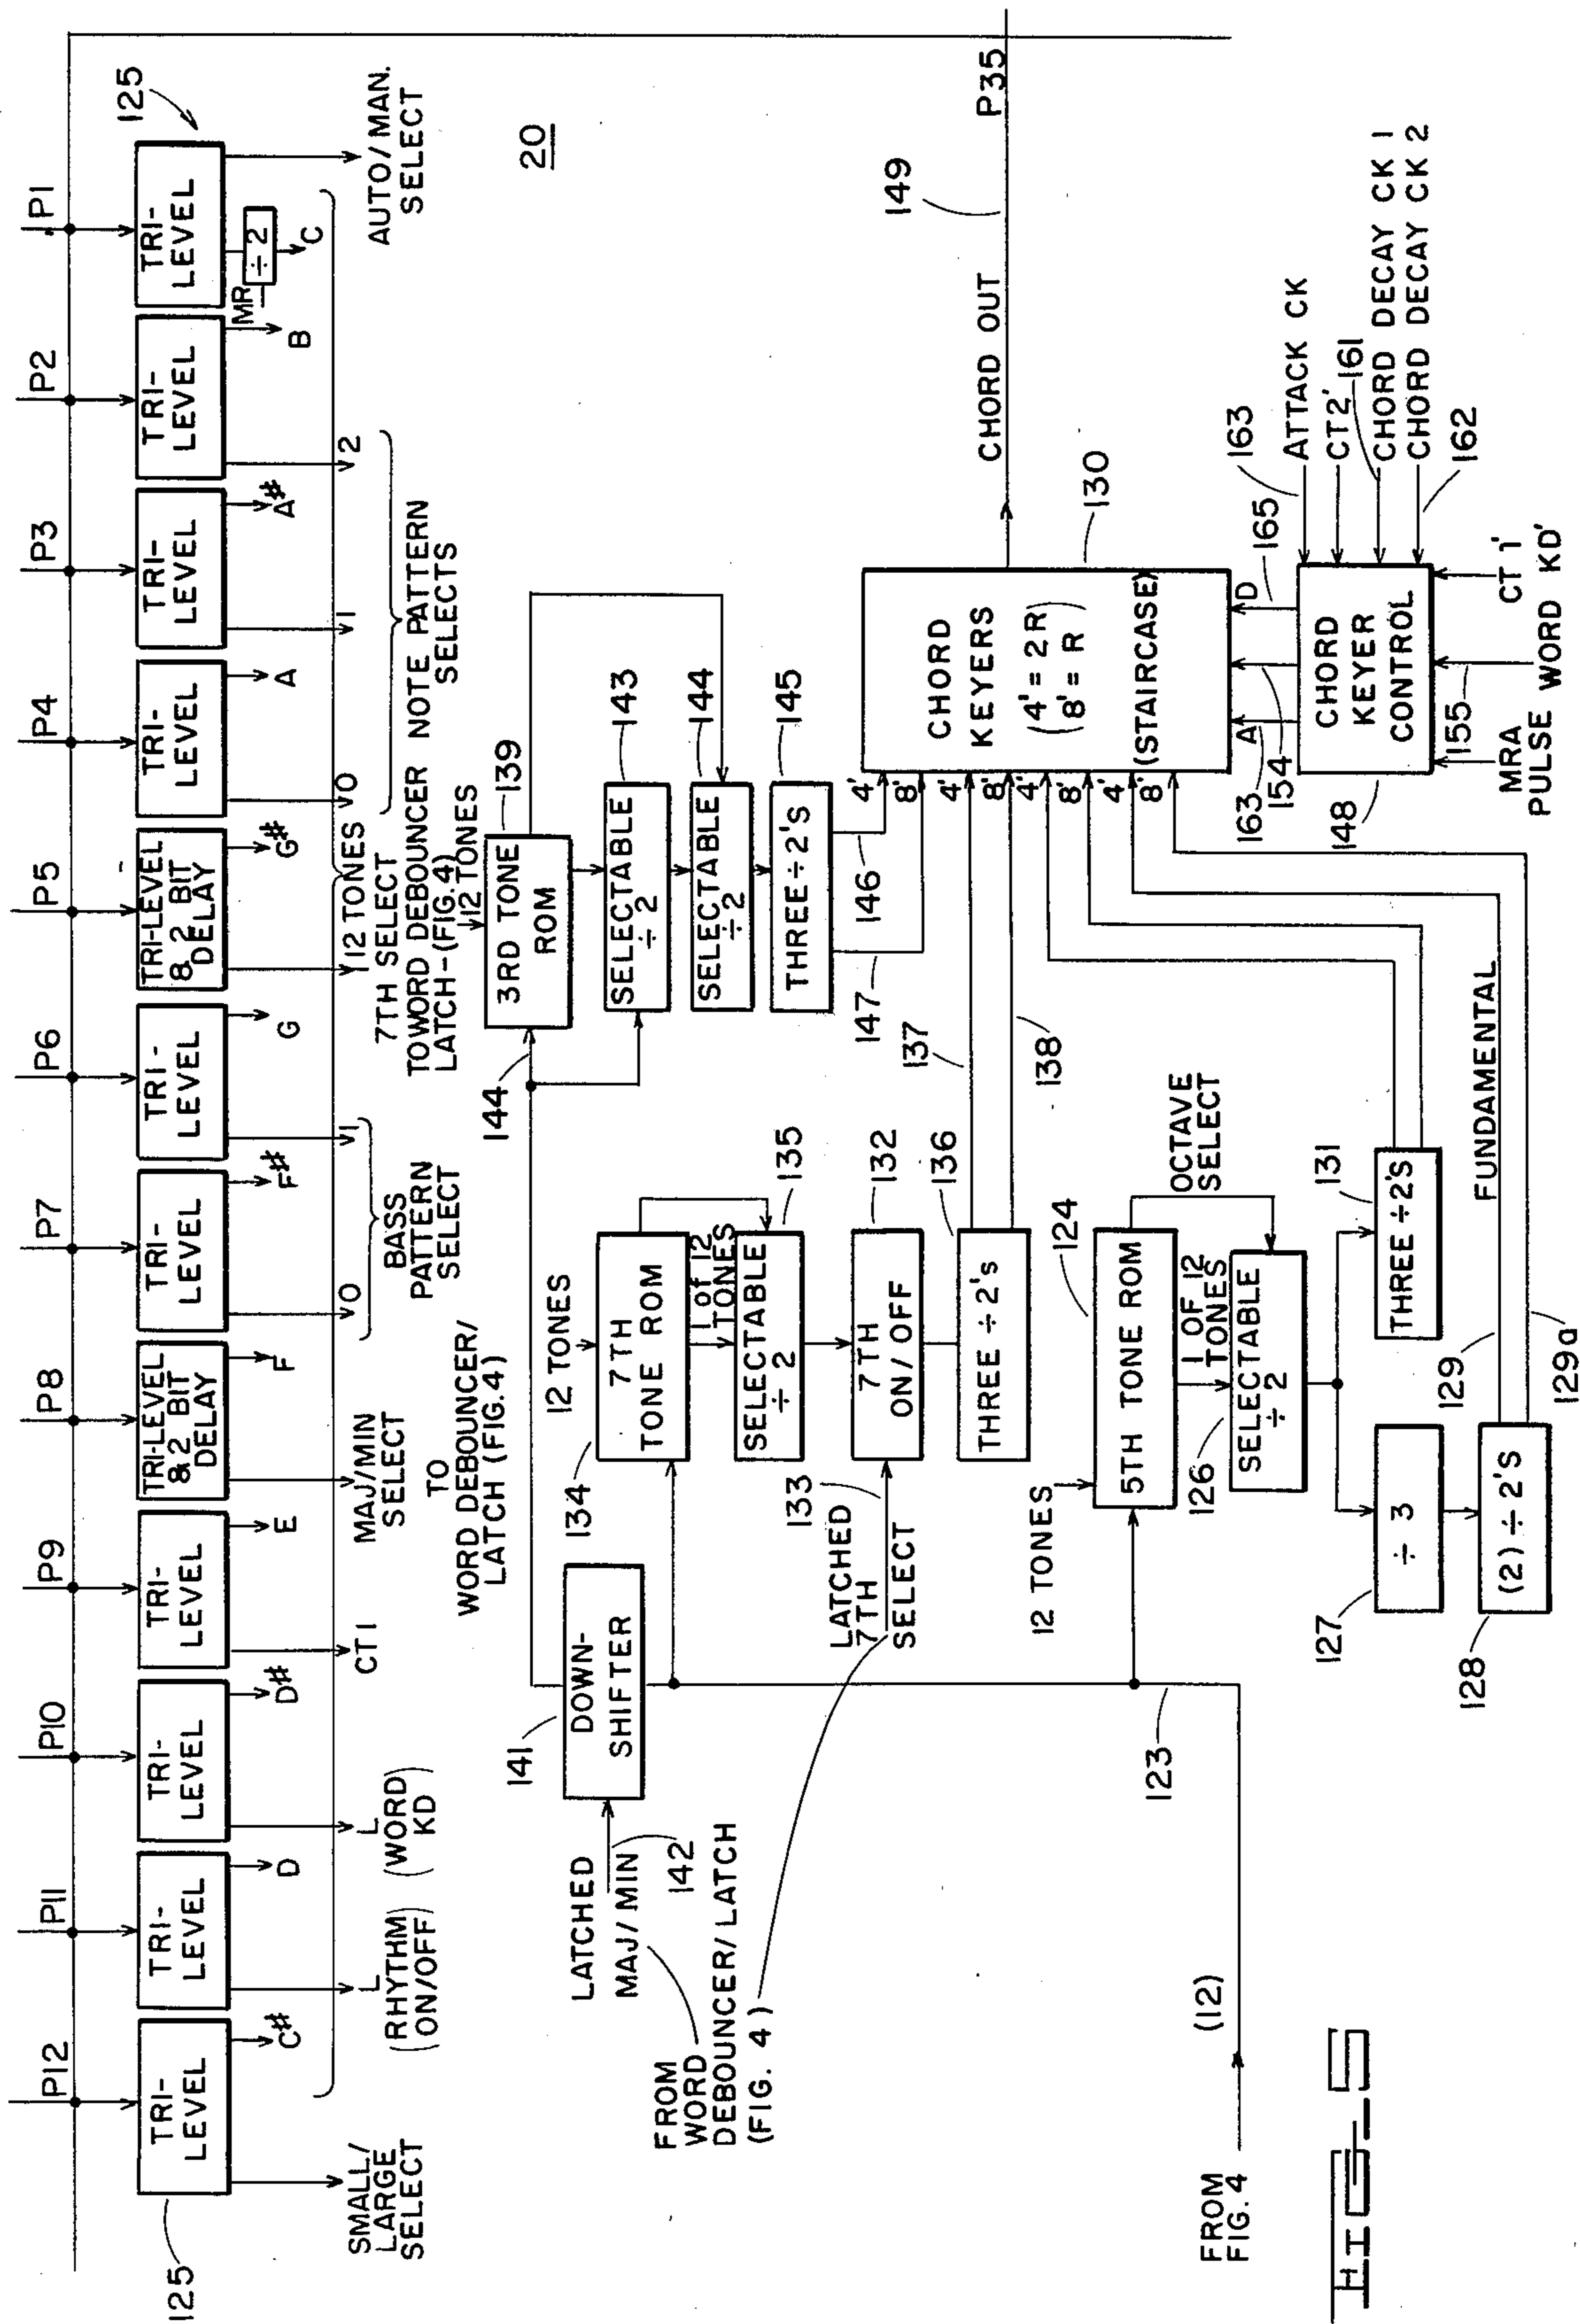 P12
P11
P10
P9
P8
P7
P6
P5
P4
P3
P2
P1
125
TRI-
LEVEL
TRI-
LEVEL
TRI-
LEVEL
TRI-
LEVEL
TRI-LEVEL
& 2 BIT
DELAY
TRI-
LEVEL
TRI-
LEVEL
TRI-LEVEL
& 2 BIT
DELAY
TRI-
LEVEL
TRI-
LEVEL
TRI-
LEVEL
TRI-
LEVEL
125
MR
÷ 2
C#
D
D#
E
F
F#
G
G#
A
A#
B
C
SMALL/
LARGE
SELECT
L
(RHYTHM
ON/OFF)
L
(WORD
KD)
CT1
MAJ/MIN
SELECT
0
1
BASS
PATTERN
SELECT
12 TONES
0
1
2
NOTE PATTERN
SELECTS
AUTO/MAN.
SELECT
TO
WORD DEBOUNCER/
LATCH (FIG.4)
7TH SELECT
TO WORD DEBOUNCER
LATCH-(FIG.4)
20
LATCHED
MAJ/MIN
142
141
DOWN-
SHIFTER
FROM
WORD
DEBOUNCER/LATCH
(FIG. 4)
144
12 TONES
139
3RD TONE
ROM
SELECTABLE
÷ 2
143
SELECTABLE
÷ 2
144
THREE ÷ 2'S
145
146
147
12 TONES
134
7TH
TONE ROM
1 of 12
TONES
SELECTABLE
÷ 2
135
LATCHED
7TH
SELECT
133
7TH
ON/OFF
132
THREE ÷ 2's
136
137
138
12 TONES
5TH TONE ROM
124
OCTAVE
SELECT
1 OF 12
TONES
126
SELECTABLE
÷ 2
127
÷ 3
THREE ÷2'S
131
128
(2) ÷ 2'S
129
129a
FUNDAMENTAL
123
(12)
FROM
FIG. 4
4'
8'
4'
8'
4'
8'
4'
8'
CHORD
KEYERS
(4' = 2R)
(8' = R)
(STAIRCASE)
130
CHORD OUT
149
P35
A
D
163
154
165
148
CHORD
KEYER
CONTROL
163
ATTACK CK
CT2'
161
CHORD DECAY CK 1
CHORD DECAY CK 2
162
MRA
PULSE
155
WORD KD'
CT 1'
FIG_5